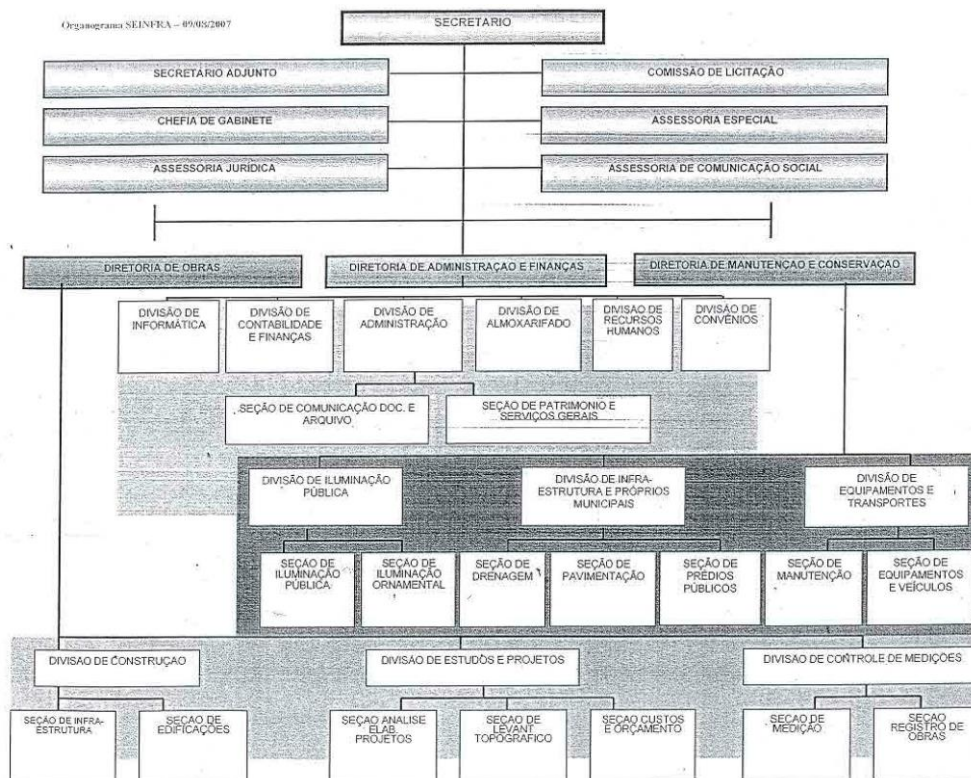 Organograma SEINFRA – 09/08/2007
SECRETÁRIO
SECRETÁRIO ADJUNTO
COMISSÃO DE LICITAÇÃO
CHEFIA DE GABINETE
ASSESSORIA ESPECIAL
ASSESSORIA JURÍDICA
ASSESSORIA DE COMUNICAÇÃO SOCIAL
DIRETORIA DE OBRAS
DIRETORIA DE ADMINISTRAÇÃO E FINANÇAS
DIRETORIA DE MANUTENÇÃO E CONSERVAÇÃO
DIVISÃO DE
INFORMÁTICA
DIVISÃO DE
CONTABILIDADE
E FINANÇAS
DIVISÃO DE
ADMINISTRAÇÃO
DIVISÃO DE
ALMOXARIFADO
DIVISÃO DE
RECURSOS
HUMANOS
DIVISÃO DE
CONVÊNIOS
SEÇÃO DE COMUNICAÇÃO DOC. E
ARQUIVO
SEÇÃO DE PATRIMONIO E
SERVIÇOS GERAIS
DIVISÃO DE ILUMINAÇÃO
PÚBLICA
DIVISÃO DE INFRA-
ESTRUTURA E PRÓPRIOS
MUNICIPAIS
DIVISÃO DE
EQUIPAMENTOS E
TRANSPORTES
SEÇÃO DE
ILUMINAÇÃO
PÚBLICA
SEÇÃO DE
ILUMINAÇÃO
ORNAMENTAL
SEÇÃO DE
DRENAGEM
SEÇÃO DE
PAVIMENTAÇÃO
SEÇÃO DE
PRÉDIOS
PÚBLICOS
SEÇÃO DE
MANUTENÇÃO
SEÇÃO DE
EQUIPAMENTOS
E VEÍCULOS
DIVISÃO DE CONSTRUÇÃO
DIVISÃO DE ESTUDOS E PROJETOS
DIVISÃO DE CONTROLE DE MEDIÇÕES
SEÇÃO DE INFRA-
ESTRUTURA
SEÇÃO DE
EDIFICAÇÕES
SEÇÃO ANALISE
ELAB.
PROJETOS
SEÇÃO DE
LEVANT
TOPOGRAFICO
SEÇÃO CUSTOS
E ORÇAMENTO
SEÇÃO DE
MEDIÇÃO
SEÇÃO
REGISTRO DE
OBRAS